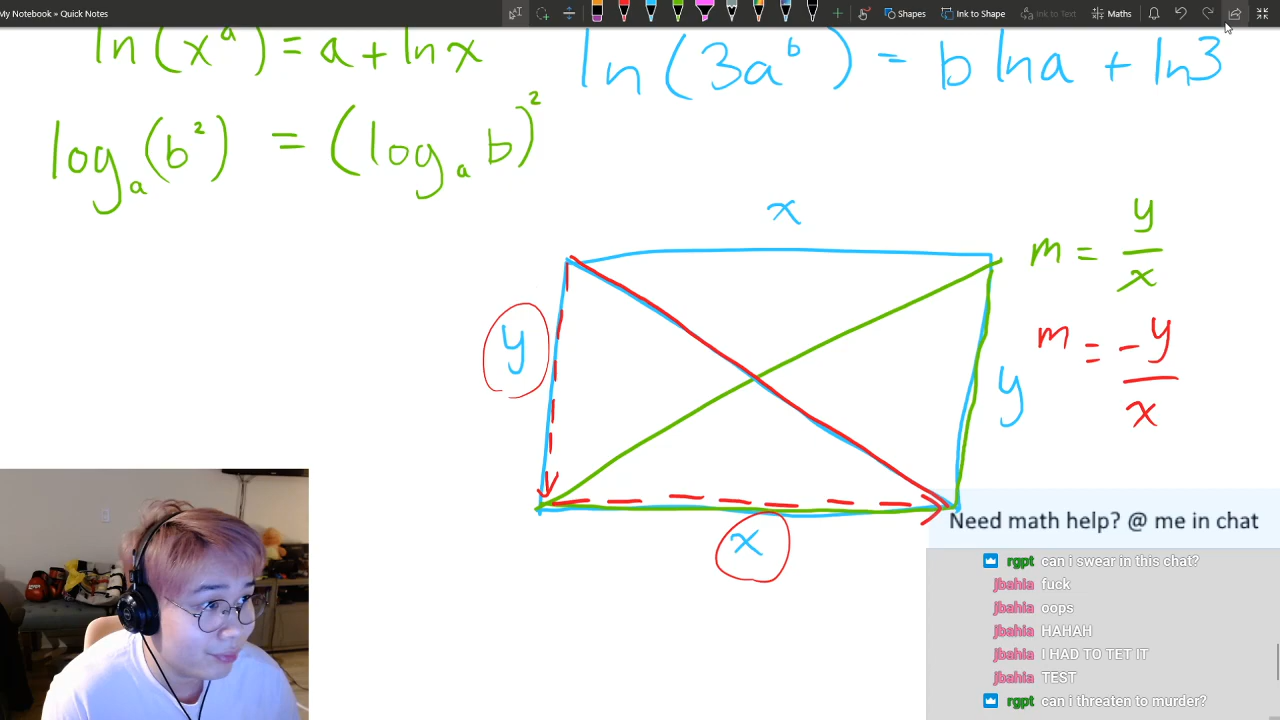 My Notebook » Quick Notes
Shapes
Ink to Shape
Ink to Text
Maths
ln(x^a) = a + ln x
ln(3a^b) = b ln a + ln 3
log_a(b^2) = (log_a b)^2
x
m = y/x
y
m = -y/x
y
x
Need math help? @ me in chat
rgpt can i swear in this chat?
Jbahia fuck
Jbahia oops
Jbahia HAHAH
Jbahia I HAD TO TET IT
Jbahia TEST
rgpt can i threaten to murder?